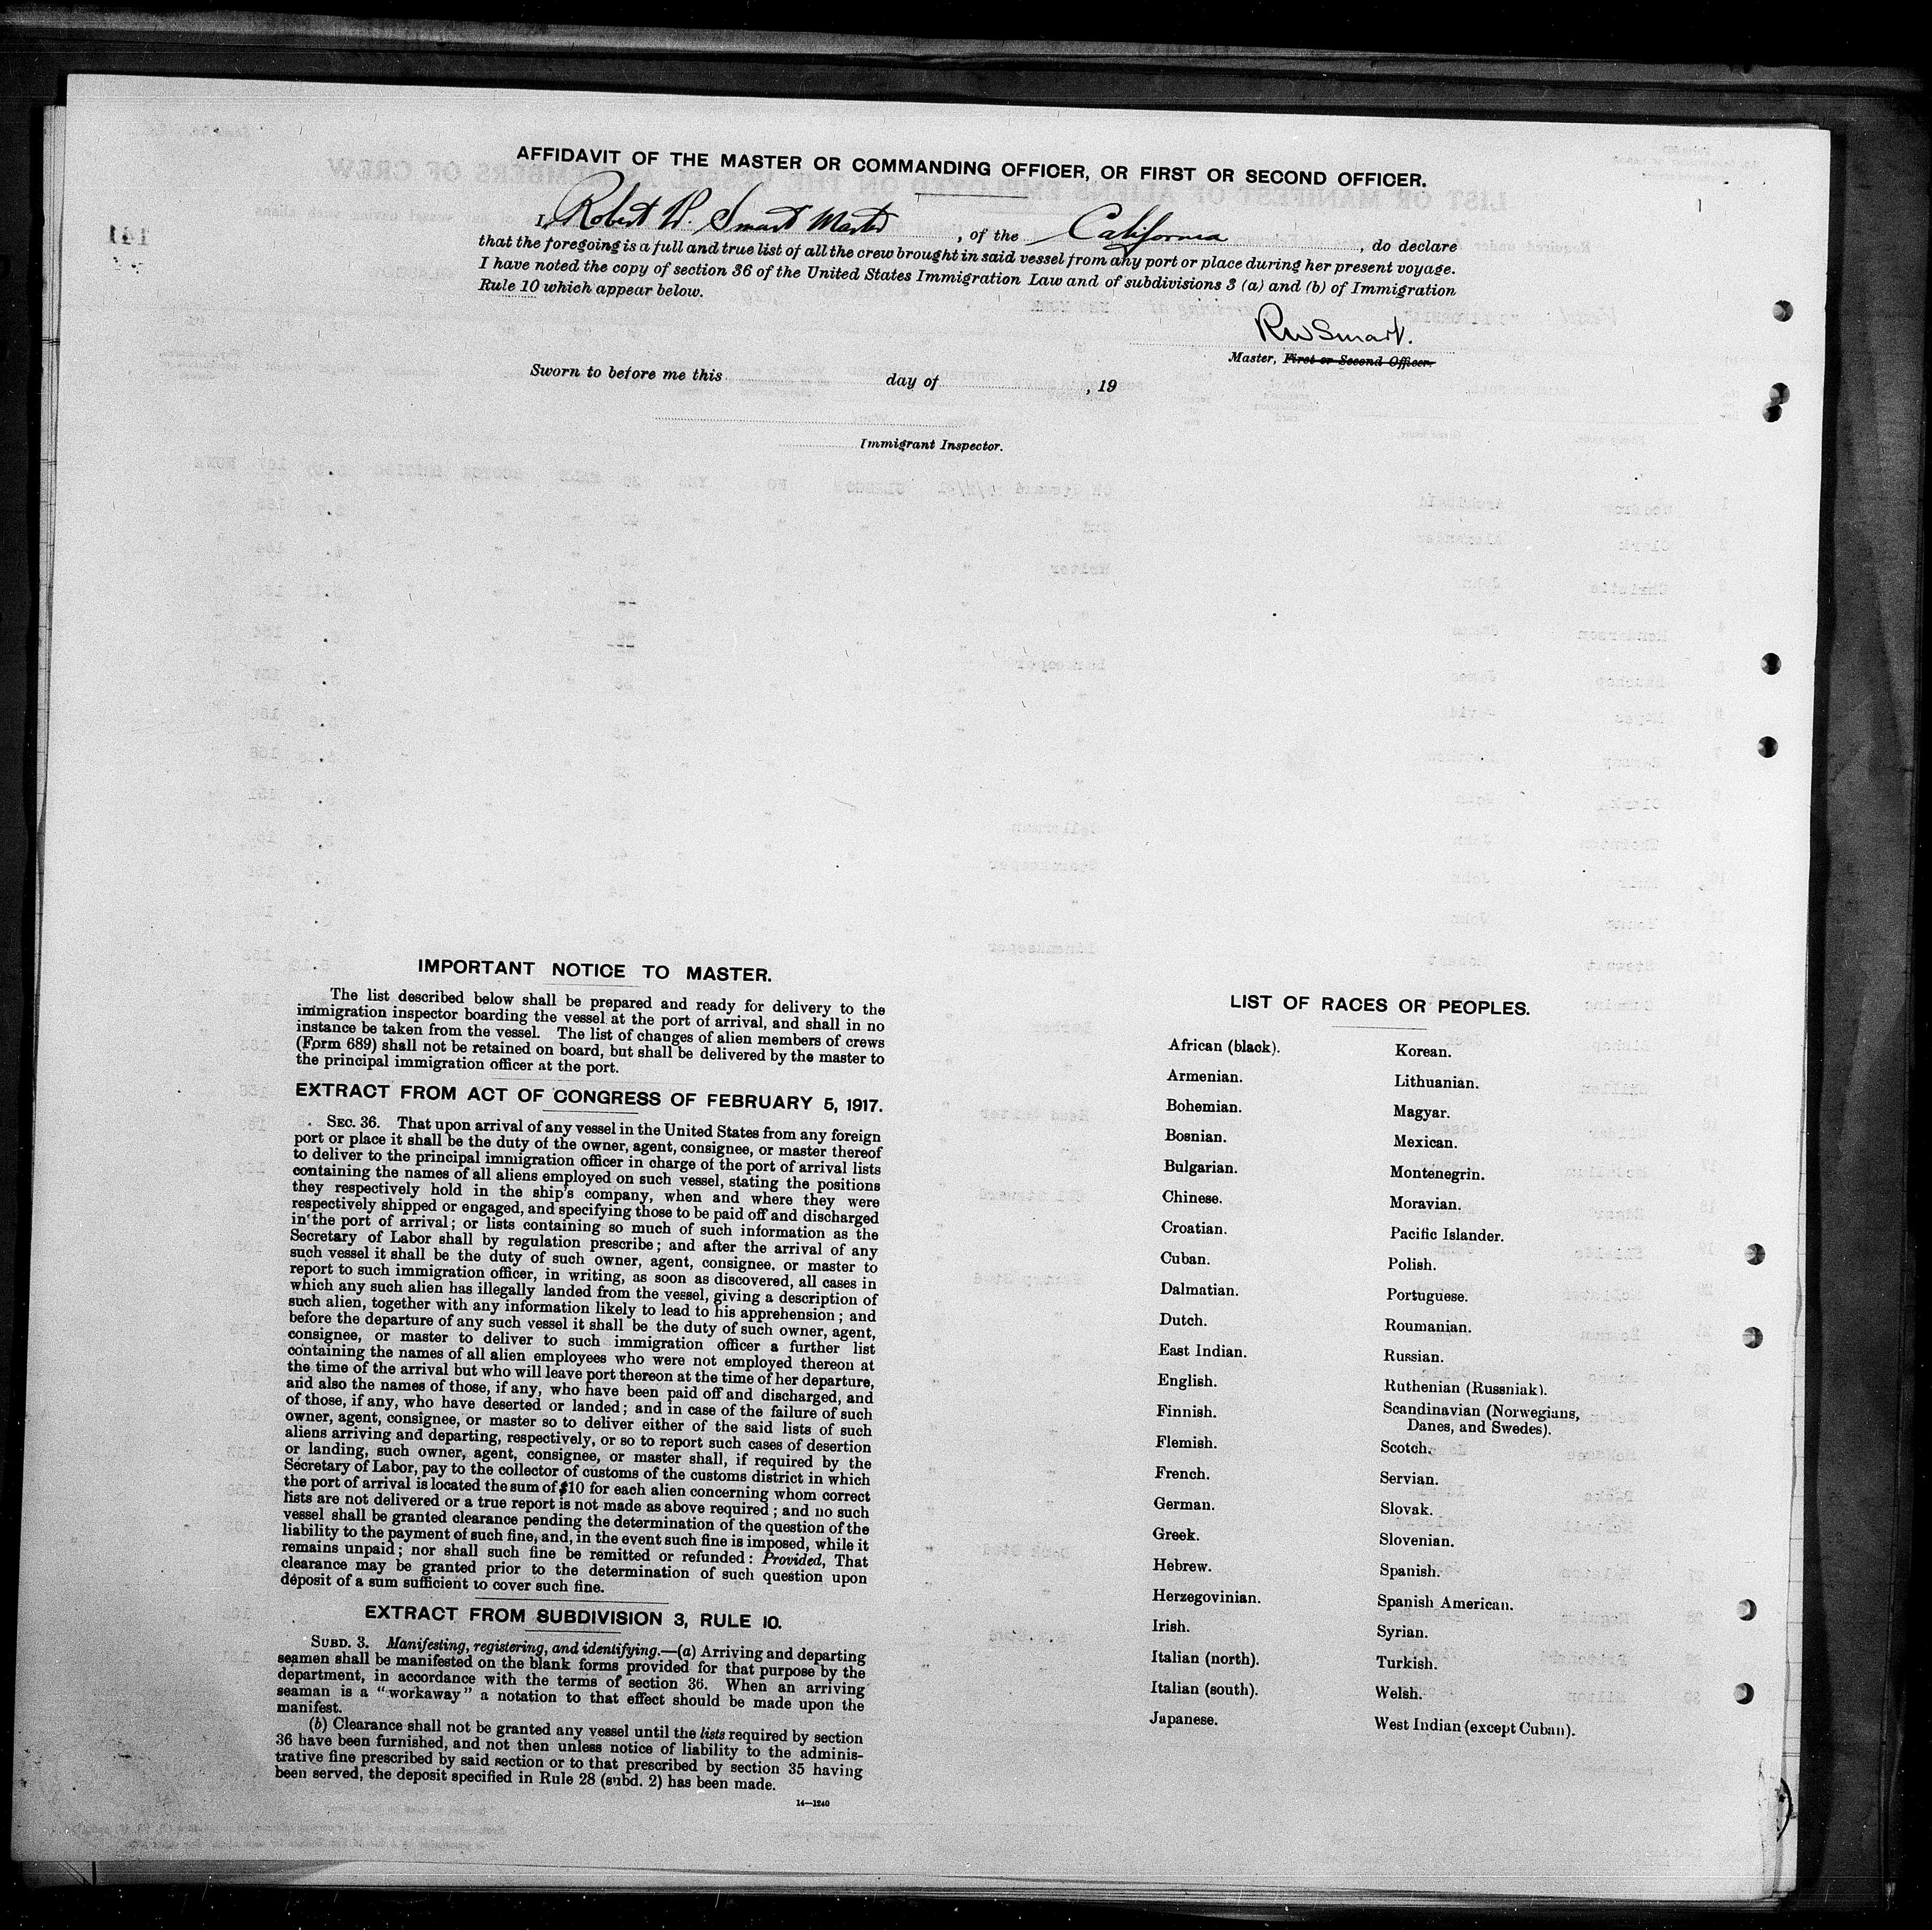 AFFIDAVIT OF THE MASTER OR COMMANDING OFFICER, OR FIRST OR SECOND OFFICER.
I, Robert W. Smart Master, of the California, do declare
that the foregoing is a full and true list of all the crew brought in said vessel from any port or place during her present voyage.
I have noted the copy of section 36 of the United States Immigration Law and of subdivisions 3 (a) and (b) of Immigration
Rule 10 which appear below.
RW Smart.
Master, First or Second Officer.
Sworn to before me this day of , 19
Immigrant Inspector.
IMPORTANT NOTICE TO MASTER.
The list described below shall be prepared and ready for delivery to the
immigration inspector boarding the vessel at the port of arrival, and shall in no
instance be taken from the vessel. The list of changes of alien members of crews
(Form 689) shall not be retained on board, but shall be delivered by the master to
the principal immigration officer at the port.
EXTRACT FROM ACT OF CONGRESS OF FEBRUARY 5, 1917.
SEC. 36. That upon arrival of any vessel in the United States from any foreign
port or place it shall be the duty of the owner, agent, consignee, or master thereof
to deliver to the principal immigration officer in charge of the port of arrival lists
containing the names of all aliens employed on such vessel, stating the positions
they respectively hold in the ship's company, when and where they were
respectively shipped or engaged, and specifying those to be paid off and discharged
in the port of arrival; or lists containing so much of such information as the
Secretary of Labor shall by regulation prescribe; and after the arrival of any
such vessel it shall be the duty of such owner, agent, consignee, or master to
report to such immigration officer, in writing, as soon as discovered, all cases in
which any such alien has illegally landed from the vessel, giving a description of
such alien, together with any information likely to lead to his apprehension; and
before the departure of any such vessel it shall be the duty of such owner, agent,
consignee, or master to deliver to such immigration officer a further list
containing the names of all alien employees who were not employed thereon at
the time of the arrival but who will leave port thereon at the time of her departure,
and also the names of those, if any, who have been paid off and discharged, and
of those, if any, who have deserted or landed; and in case of the failure of such
owner, agent, consignee, or master so to deliver either of the said lists of such
aliens arriving and departing, respectively, or so to report such cases of desertion
or landing, such owner, agent, consignee, or master shall, if required by the
Secretary of Labor, pay to the collector of customs of the customs district in which
the port of arrival is located the sum of $10 for each alien concerning whom correct
lists are not delivered or a true report is not made as above required; and no such
vessel shall be granted clearance pending the determination of the question of the
liability to the payment of such fine, and, in the event such fine is imposed, while it
remains unpaid; nor shall such fine be remitted or refunded: Provided, That
clearance may be granted prior to the determination of such question upon
deposit of a sum sufficient to cover such fine.
EXTRACT FROM SUBDIVISION 3, RULE 10.
SUBD. 3. Manifesting, registering, and identifying.—(a) Arriving and departing
seamen shall be manifested on the blank forms provided for that purpose by the
department, in accordance with the terms of section 36. When an arriving
seaman is a "workaway" a notation to that effect should be made upon the
manifest.
(b) Clearance shall not be granted any vessel until the lists required by section
36 have been furnished, and not then unless notice of liability to the adminis-
trative fine prescribed by said section or to that prescribed by section 35 having
been served, the deposit specified in Rule 28 (subd. 2) has been made.
14—1240
LIST OF RACES OR PEOPLES.
African (black).
Armenian.
Bohemian.
Bosnian.
Bulgarian.
Chinese.
Croatian.
Cuban.
Dalmatian.
Dutch.
East Indian.
English.
Finnish.
Flemish.
French.
German.
Greek.
Hebrew.
Herzegovinian.
Irish.
Italian (north).
Italian (south).
Japanese.
Korean.
Lithuanian.
Magyar.
Mexican.
Montenegrin.
Moravian.
Pacific Islander.
Polish.
Portuguese.
Roumanian.
Russian.
Ruthenian (Russniak).
Scandinavian (Norwegians,
Danes, and Swedes).
Scotch.
Servian.
Slovak.
Slovenian.
Spanish.
Spanish American.
Syrian.
Turkish.
Welsh.
West Indian (except Cuban).